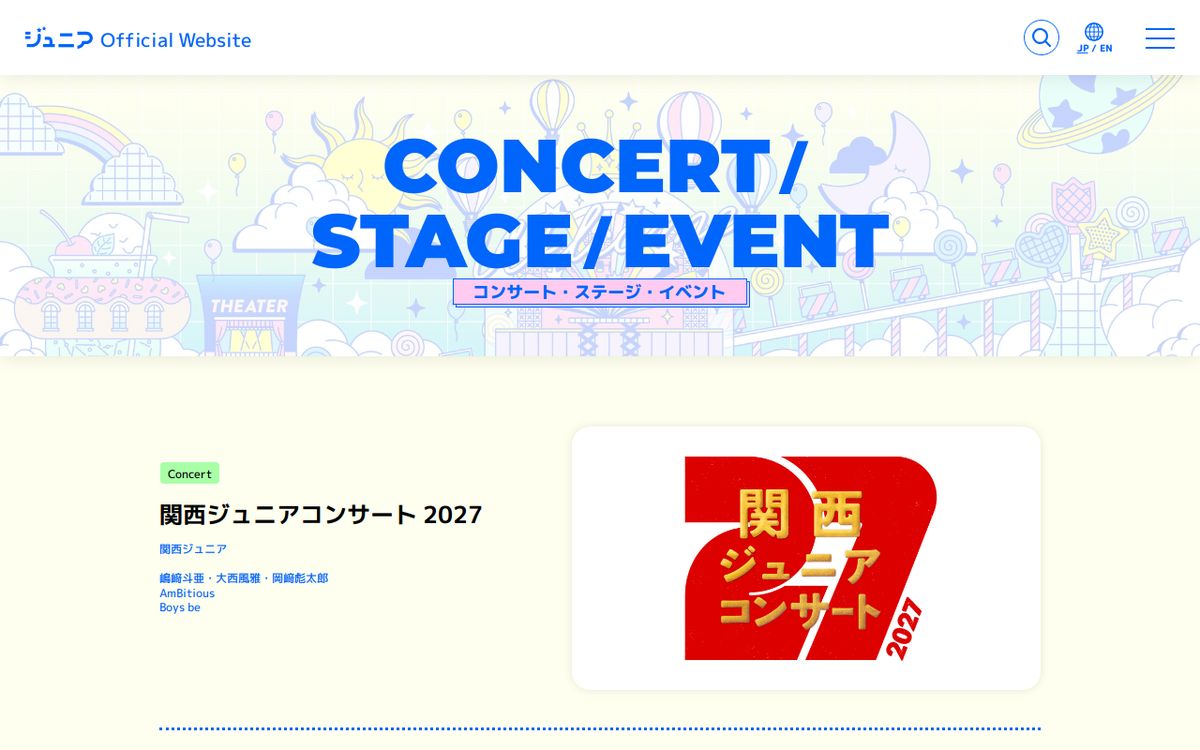 ジュニア Official Website
JP / EN
CONCERT /
STAGE / EVENT
コンサート・ステージ・イベント
THEATER
Concert
関西ジュニアコンサート 2027
関西ジュニア
嶋﨑斗亜・大西風雅・岡﨑彪太郎
AmBitious
Boys be
関西
ジュニア
コンサート
2027